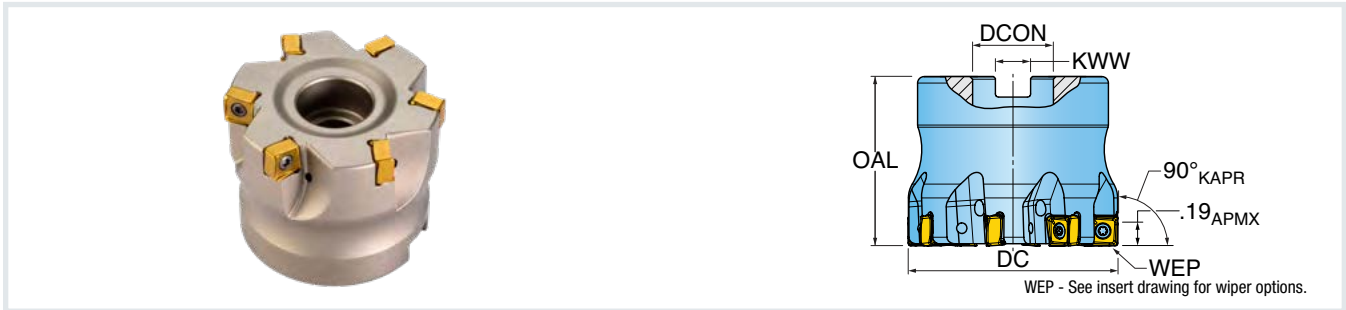 DCON
KWW
OAL
90°KAPR
.19APMX
DC
WEP
WEP - See insert drawing for wiper options.